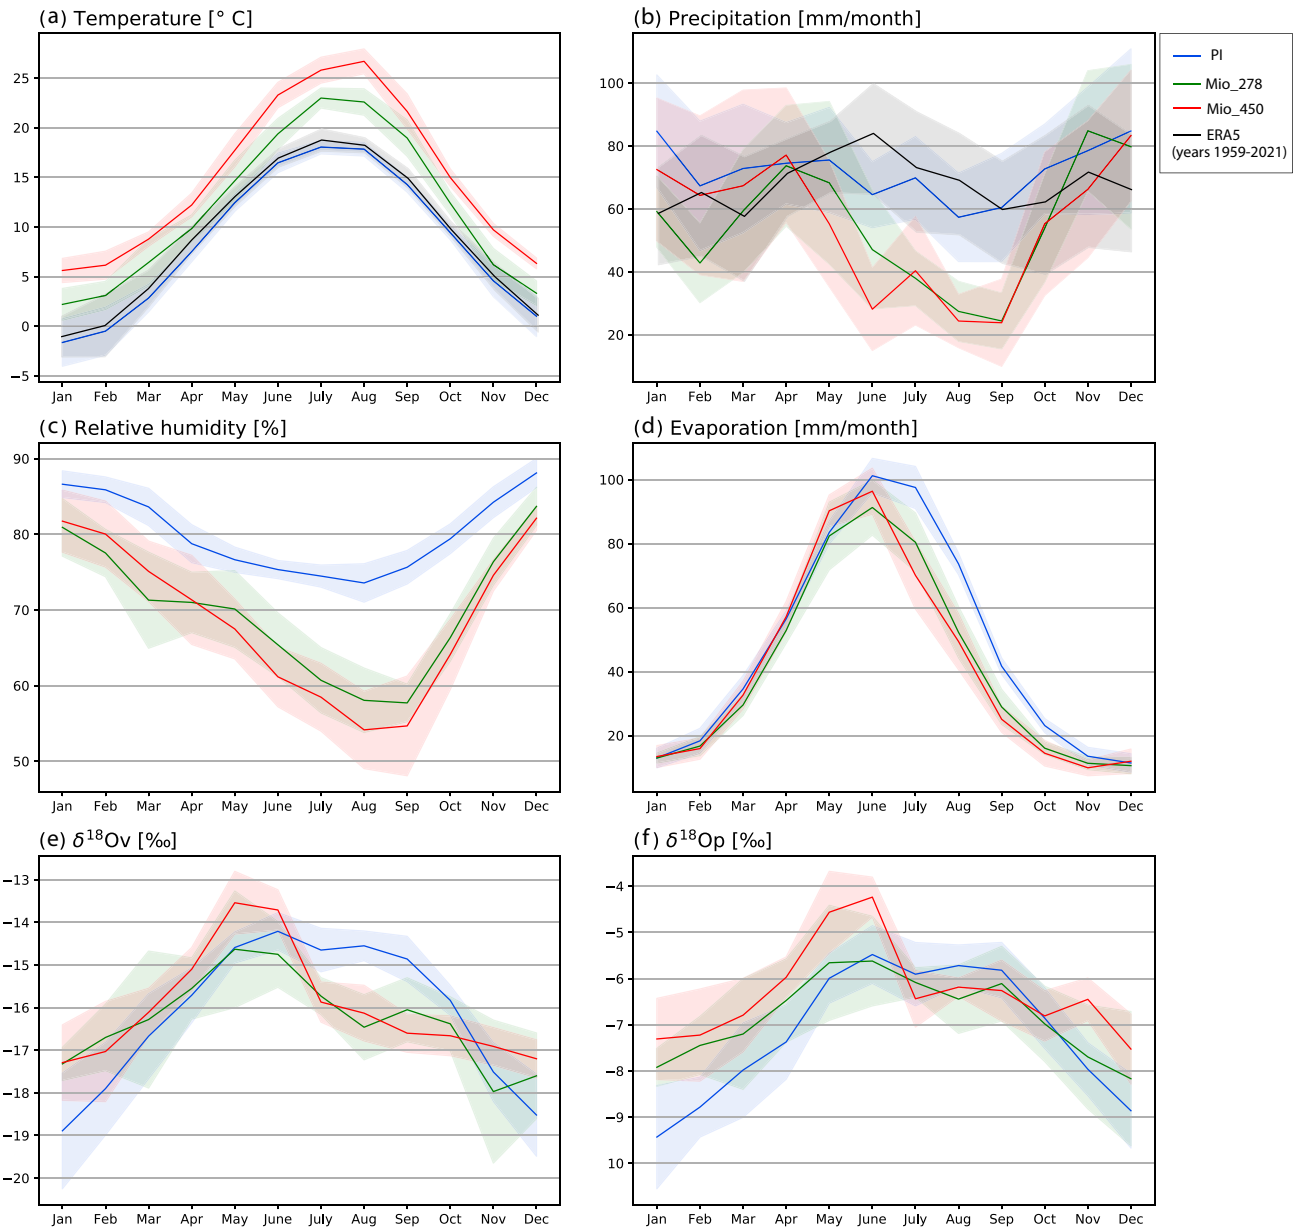 (a) Temperature [° C]
25
20
15
10
5
0
−5
Jan Feb Mar Apr May June July Aug Sep Oct Nov Dec
(b) Precipitation [mm/month]
100
80
60
40
20
Jan Feb Mar Apr May June July Aug Sep Oct Nov Dec
PI
Mio_278
Mio_450
ERA5
(years 1959-2021)
(c) Relative humidity [%]
90
80
70
60
50
Jan Feb Mar Apr May June July Aug Sep Oct Nov Dec
(d) Evaporation [mm/month]
100
80
60
40
20
Jan Feb Mar Apr May June July Aug Sep Oct Nov Dec
(e) δ¹⁸Ov [‰]
−13
−14
−15
−16
−17
−18
−19
−20
Jan Feb Mar Apr May June July Aug Sep Oct Nov Dec
(f) δ¹⁸Op [‰]
−4
−5
−6
−7
−8
−9
10
Jan Feb Mar Apr May June July Aug Sep Oct Nov Dec